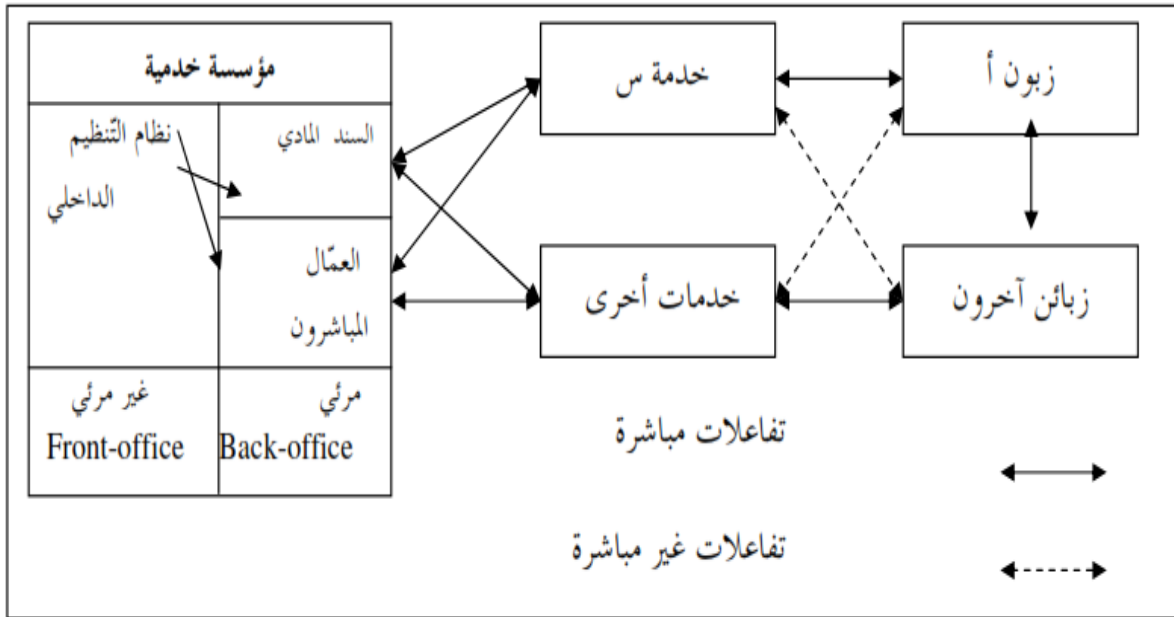 مؤسسة خدمية
السند المادي
نظام التّنظيم
الداخلي
العمّال
المباشرون
مرئي
Back-office
غير مرئي
Front-office
خدمة س
زبون أ
خدمات أخرى
زبائن آخرون
تفاعلات مباشرة
تفاعلات غير مباشرة